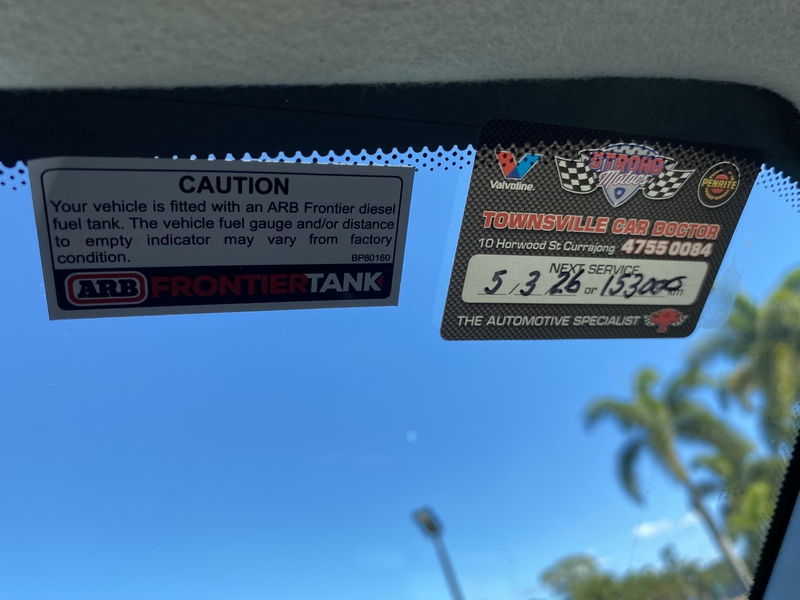 CAUTION
Your vehicle is fitted with an ARB Frontier diesel
fuel tank. The vehicle fuel gauge and/or distance
to empty indicator may vary from factory
condition.
BP80160
ARB FRONTIERTANK
Valvoline
STRONG
Motors
PENRITE
TOWNSVILLE CAR DOCTOR
10 Horwood St Currajong 4755 0084
NEXT SERVICE
5 / 3 / 26 or 153000 km
THE AUTOMOTIVE SPECIALIST